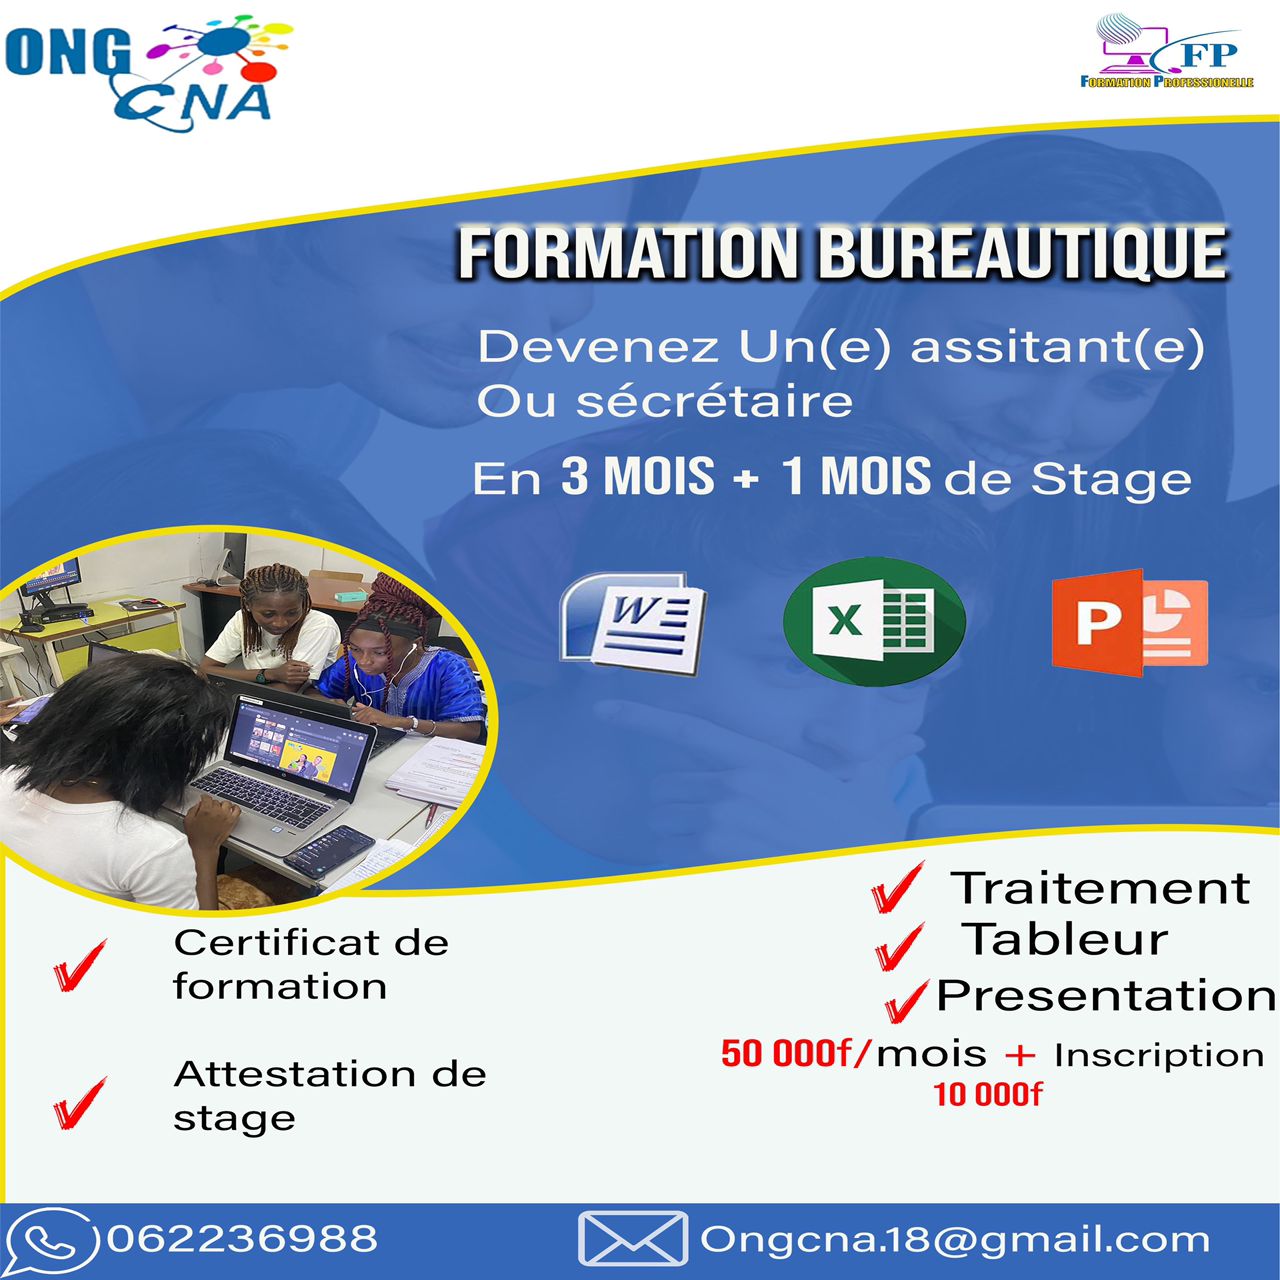 ONG
CNA
CFP
FORMATION PROFESSIONELLE
FORMATION BUREAUTIQUE
Devenez Un(e) assitant(e)
Ou sécrétaire
En 3 MOIS + 1 MOIS de Stage
W
X
P
Certificat de
formation
Attestation de
stage
Traitement
Tableur
Presentation
50 000f/mois + Inscription
10 000f
062236988
Ongcna.18@gmail.com